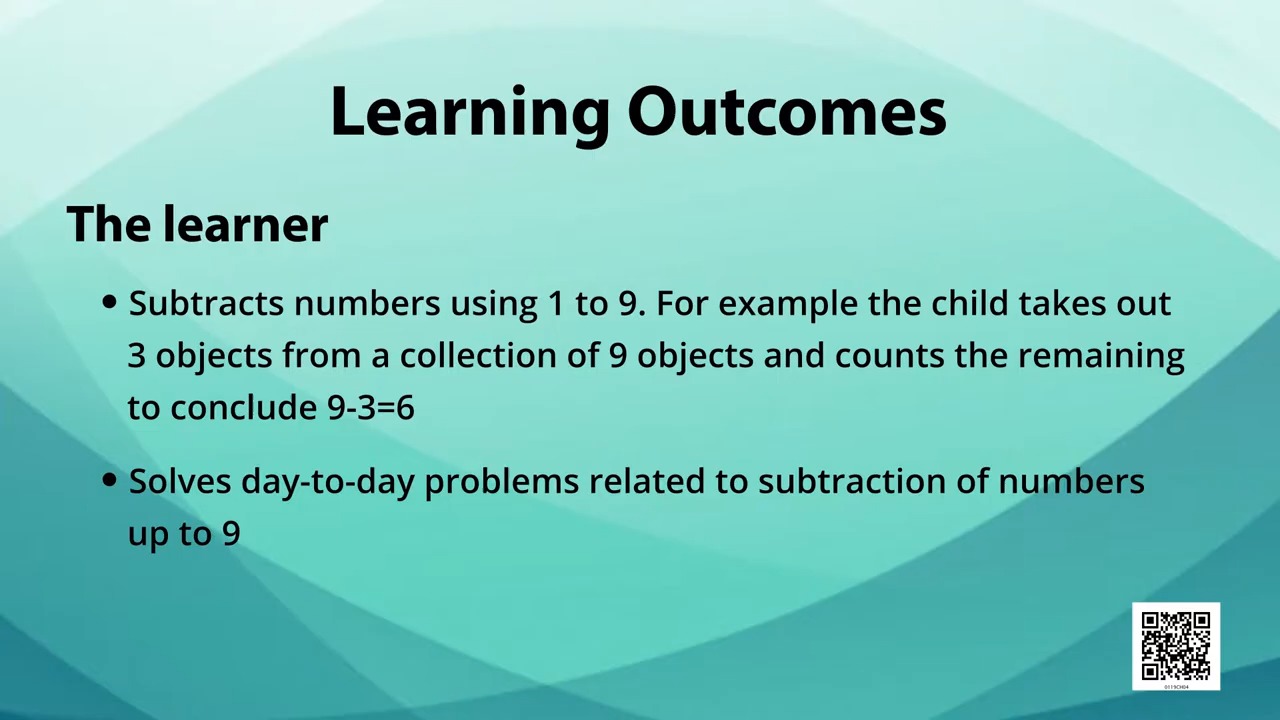 Learning Outcomes
The learner
• Subtracts numbers using 1 to 9. For example the child takes out
3 objects from a collection of 9 objects and counts the remaining
to conclude 9-3=6
• Solves day-to-day problems related to subtraction of numbers
up to 9
0119CH04